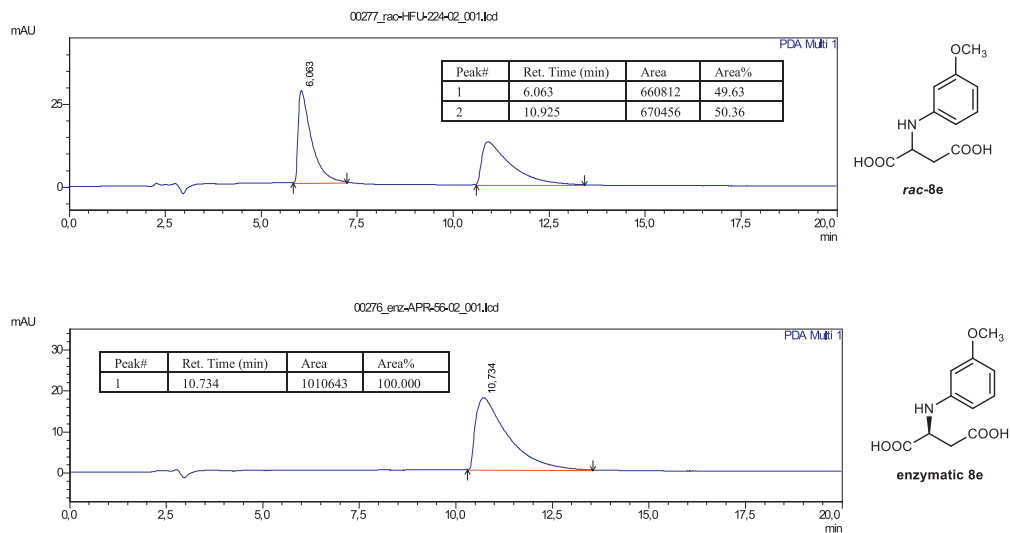 00277_rac-HFU-224-02_001.lcd
mAU
PDA Multi 1
6,063
Peak# Ret. Time (min) Area Area%
1 6.063 660812 49.63
2 10.925 670456 50.36
25
0
0,0 2,5 5,0 7,5 10,0 12,5 15,0 17,5 20,0
min
OCH3
HN
HOOC COOH
rac-8e
00276_enz-APR-56-02_001.lcd
mAU
PDA Multi 1
Peak# Ret. Time (min) Area Area%
1 10.734 1010643 100.000
10,734
30
20
10
0
0,0 2,5 5,0 7,5 10,0 12,5 15,0 17,5 20,0
min
OCH3
HN
HOOC COOH
enzymatic 8e